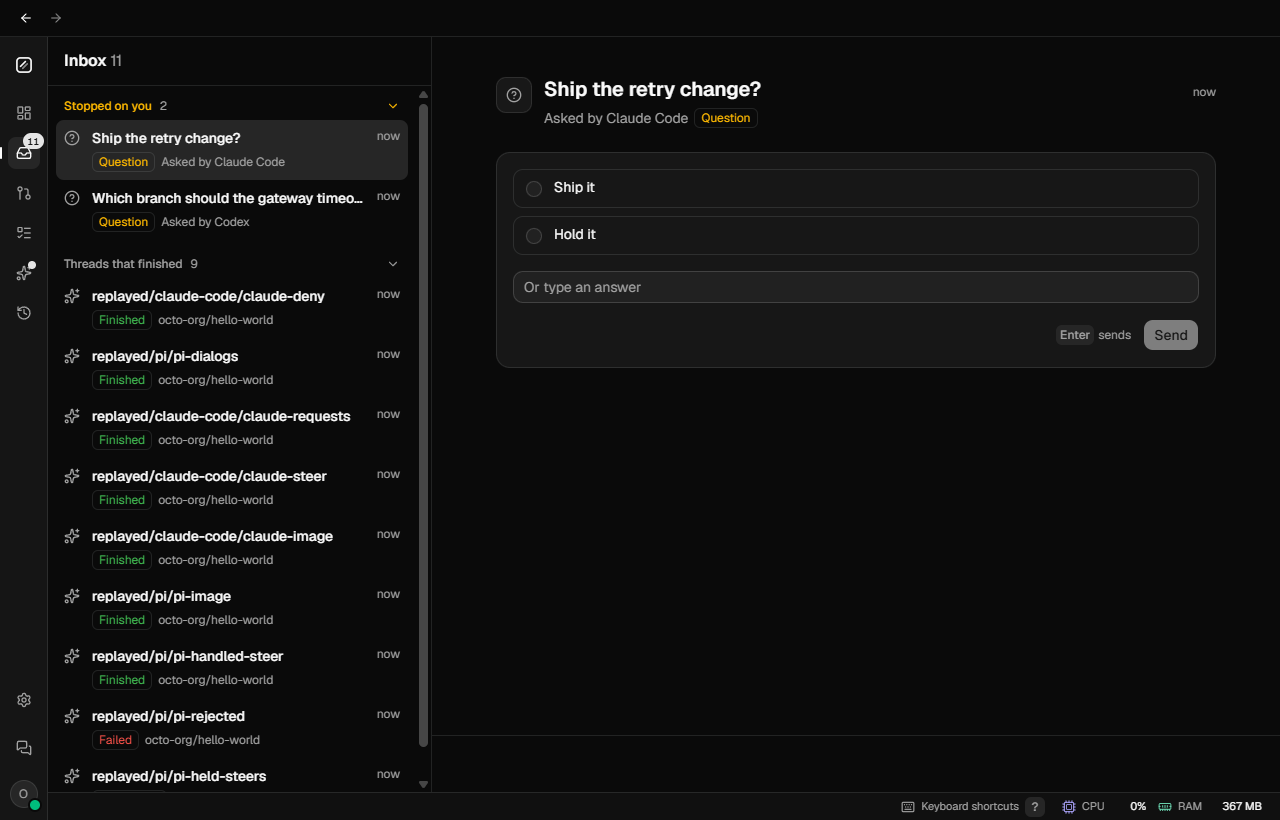 Inbox 11
11
Stopped on you 2
Ship the retry change?
now
Question Asked by Claude Code
Which branch should the gateway timeo...
now
Question Asked by Codex
Threads that finished 9
replayed/claude-code/claude-deny
now
Finished octo-org/hello-world
replayed/pi/pi-dialogs
now
Finished octo-org/hello-world
replayed/claude-code/claude-requests
now
Finished octo-org/hello-world
replayed/claude-code/claude-steer
now
Finished octo-org/hello-world
replayed/claude-code/claude-image
now
Finished octo-org/hello-world
replayed/pi/pi-image
now
Finished octo-org/hello-world
replayed/pi/pi-handled-steer
now
Finished octo-org/hello-world
replayed/pi/pi-rejected
now
Failed octo-org/hello-world
replayed/pi/pi-held-steers
now
O
Ship the retry change?
now
Asked by Claude Code Question
Ship it
Hold it
Or type an answer
Enter sends Send
Keyboard shortcuts ? CPU 0% RAM 367 MB